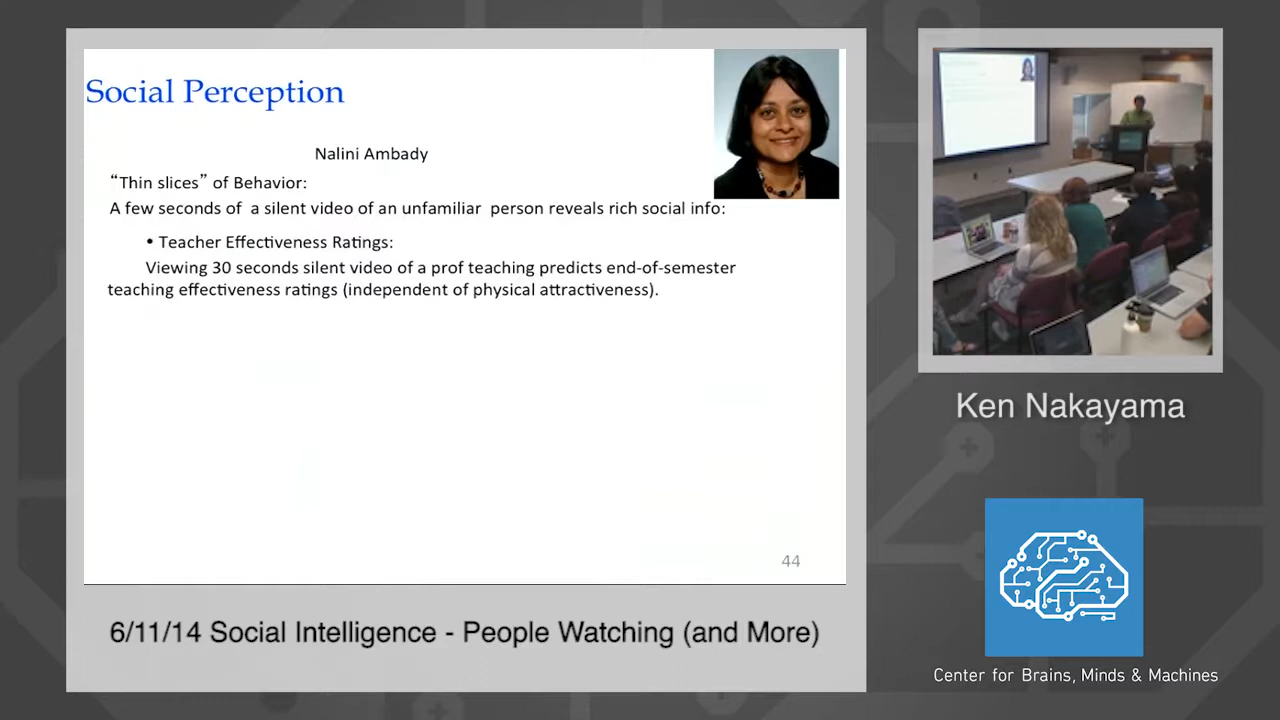 Social Perception
Nalini Ambady
“Thin slices” of Behavior:
A few seconds of a silent video of an unfamiliar person reveals rich social info:
• Teacher Effectiveness Ratings:
Viewing 30 seconds silent video of a prof teaching predicts end-of-semester
teaching effectiveness ratings (independent of physical attractiveness).
44
6/11/14 Social Intelligence - People Watching (and More)
Ken Nakayama
Center for Brains, Minds & Machines